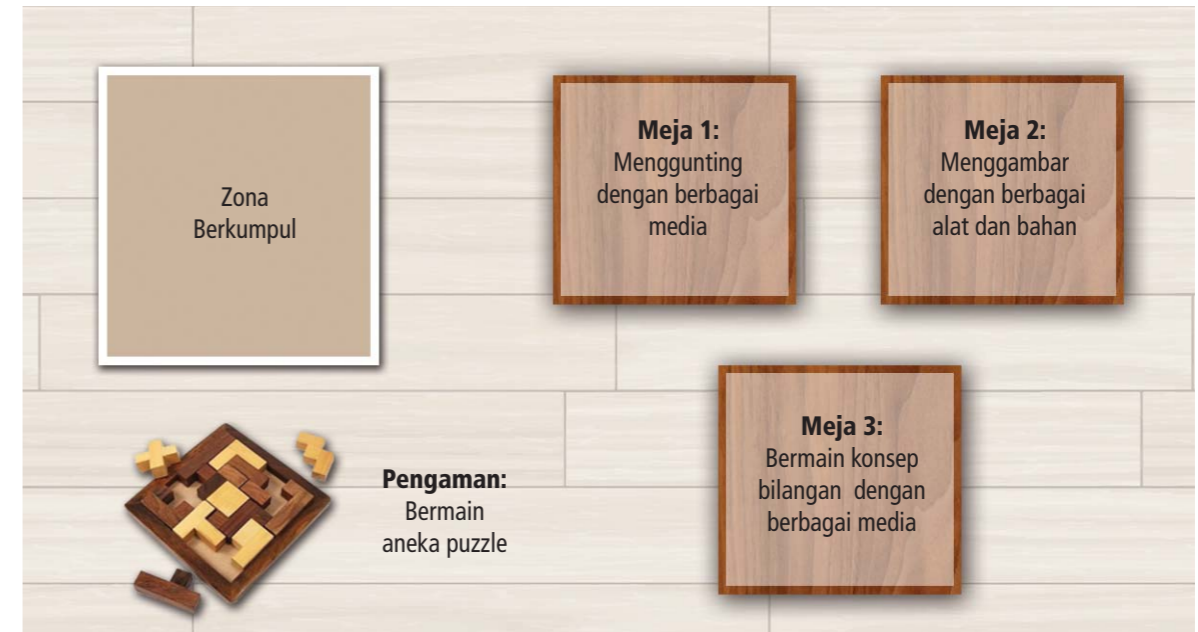 Zona
Berkumpul
Meja 1:
Menggunting
dengan berbagai
media
Meja 2:
Menggambar
dengan berbagai
alat dan bahan
Pengaman:
Bermain
aneka puzzle
Meja 3:
Bermain konsep
bilangan dengan
berbagai media